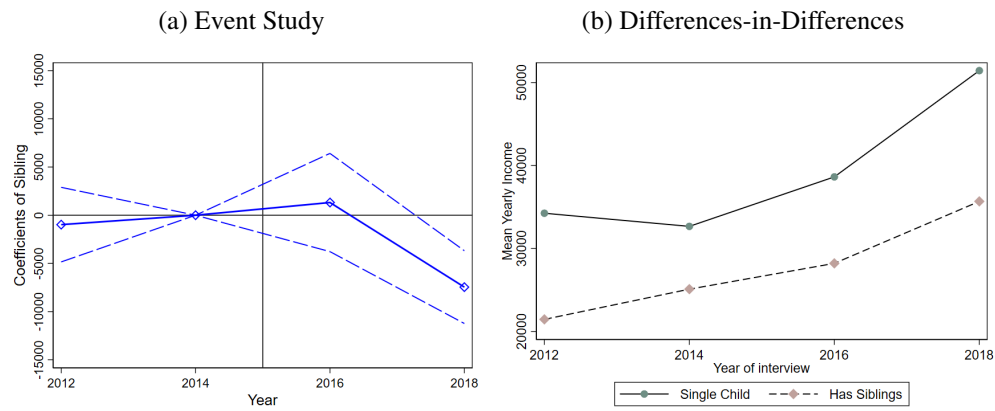 (a) Event Study
Coefficients of Sibling
15000
10000
5000
0
-5000
-10000
-15000
2012 2014 2016 2018
Year
(b) Differences-in-Differences
Mean Yearly Income
50000
40000
30000
20000
2012 2014 2016 2018
Year of interview
Single Child Has Siblings